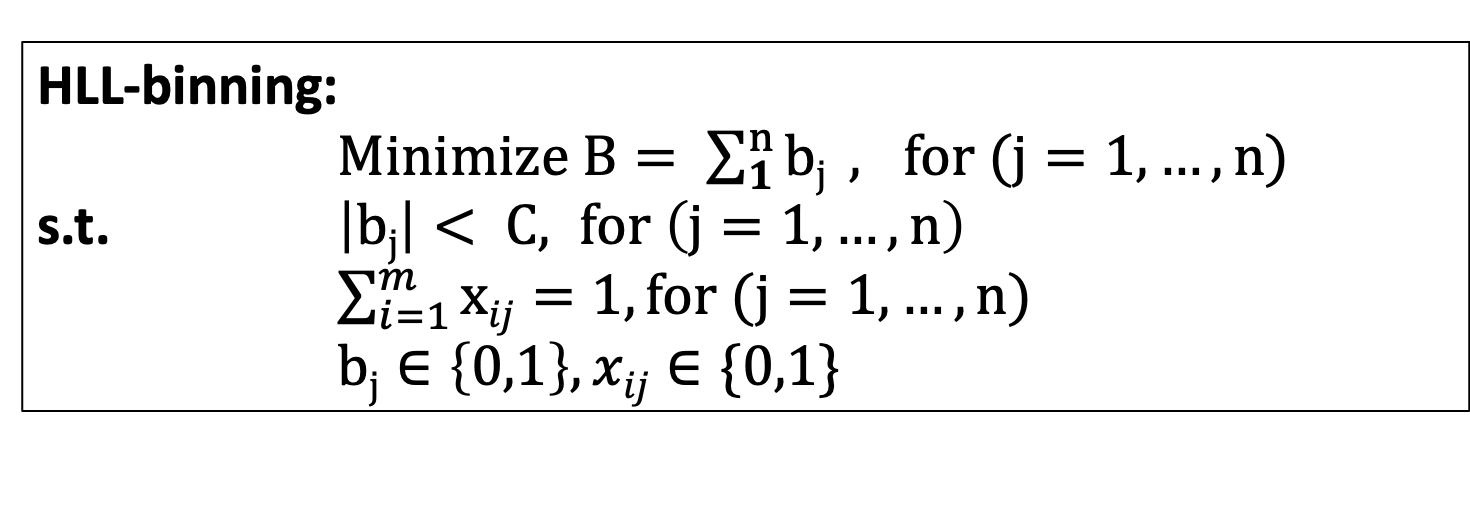 HLL-binning:
Minimize B = ∑₁ⁿ bⱼ , for (j = 1, … , n)
s.t. |bⱼ| < C, for (j = 1, … , n)
∑ᵢ₌₁ᵐ xᵢⱼ = 1, for (j = 1, … , n)
bⱼ ∈ {0,1}, xᵢⱼ ∈ {0,1}